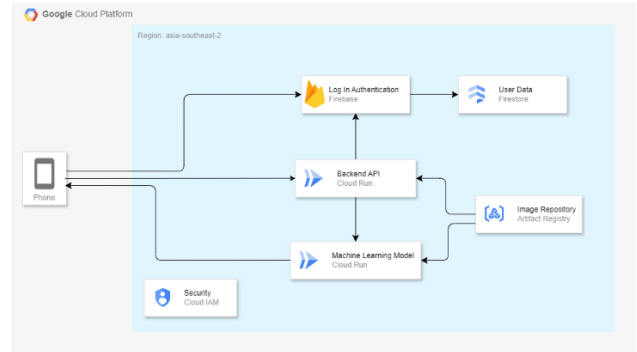 Google Cloud Platform
Region: asia-southeast-2
Log In Authentication
Firebase
User Data
Firestore
Phone
Backend API
Cloud Run
Image Repository
Artifact Registry
Machine Learning Model
Cloud Run
Security
Cloud IAM